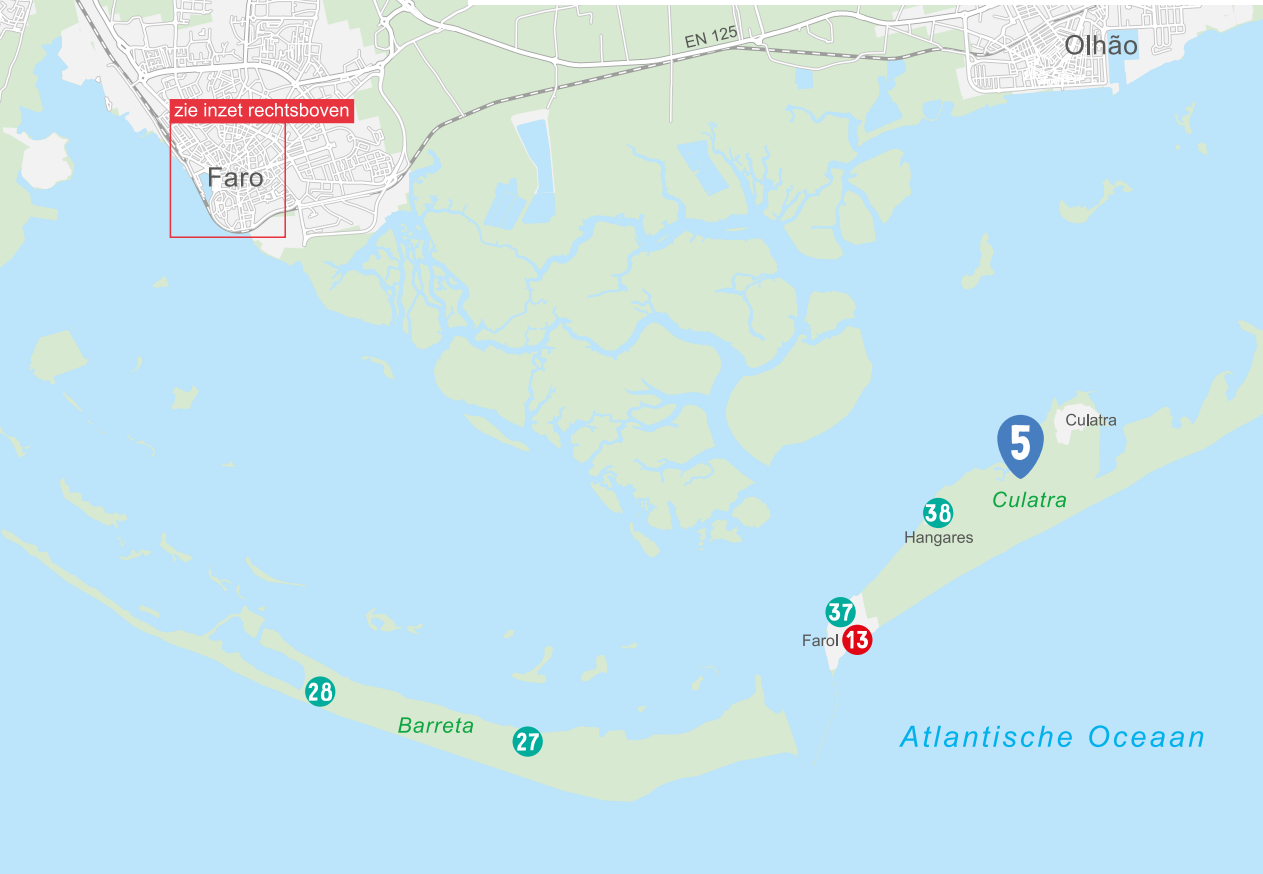 EN 125
Olhão
zie inzet rechtsboven
Faro
Culatra
5
Culatra
38
Hangares
37
Farol 13
28
Barreta
27
Atlantische Oceaan